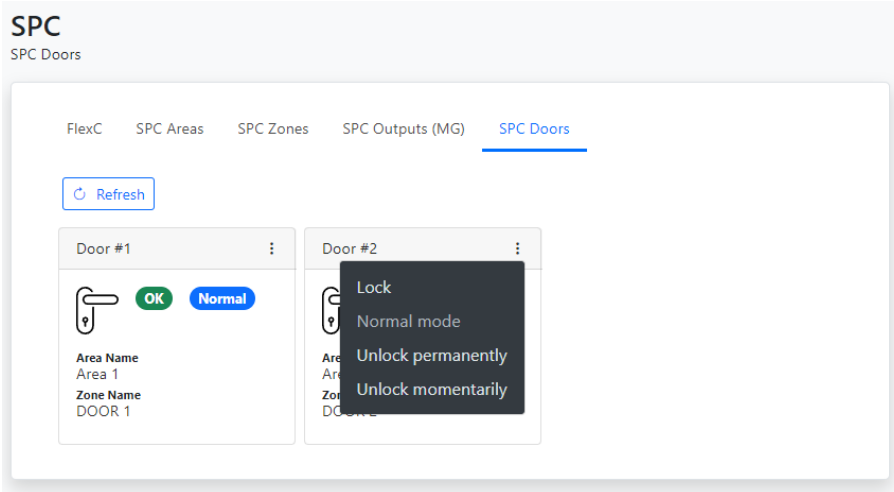 SPC
SPC Doors
FlexC SPC Areas SPC Zones SPC Outputs (MG) SPC Doors
Refresh
Door #1
OK Normal
Area Name
Area 1
Zone Name
DOOR 1
Door #2
Lock
Normal mode
Unlock permanently
Unlock momentarily